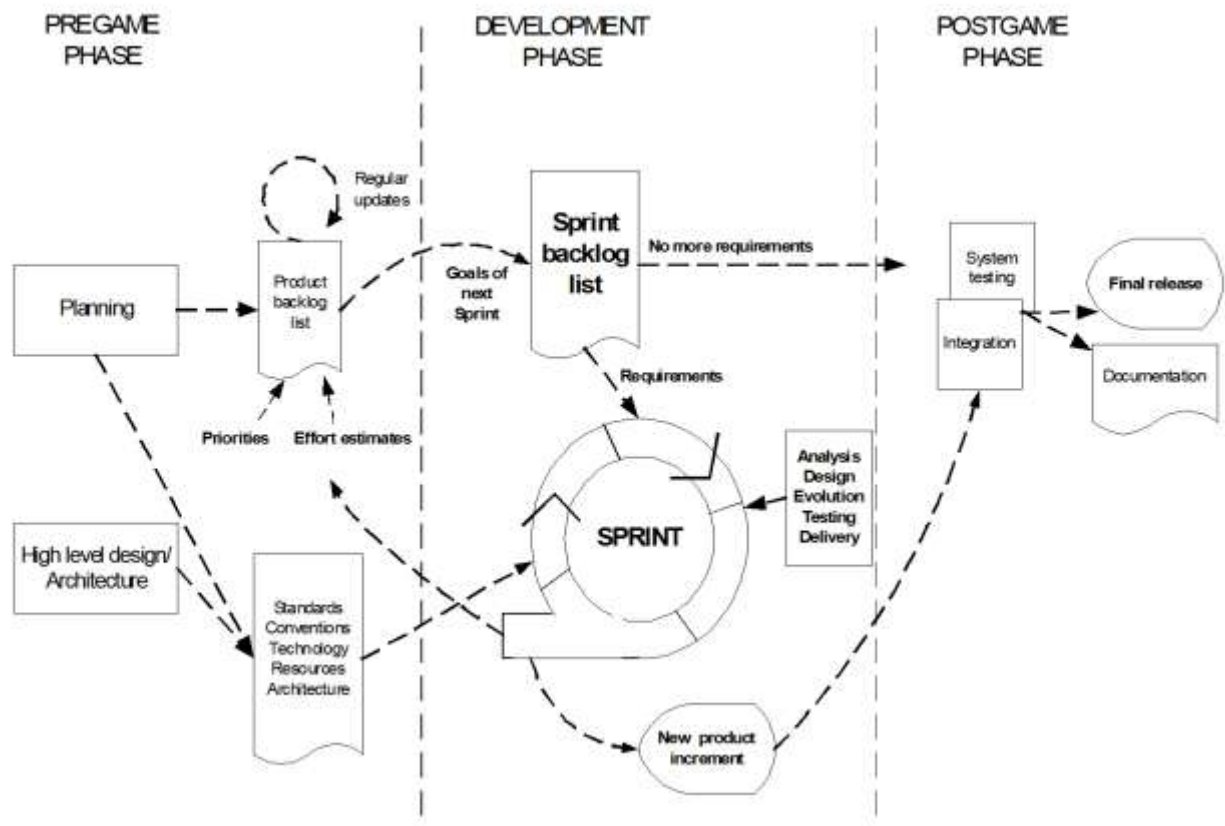 PREGAME
PHASE
DEVELOPMENT
PHASE
POSTGAME
PHASE
Regular
updates
Planning
Product
backlog
list
Goals of
next
Sprint
Sprint
backlog
list
No more requirements
System
testing
Integration
Final release
Documentation
Priorities
Effort estimates
Requirements
High level design/
Architecture
Standards
Conventions
Technology
Resources
Architecture
SPRINT
Analysis
Design
Evolution
Testing
Delivery
New product
increment